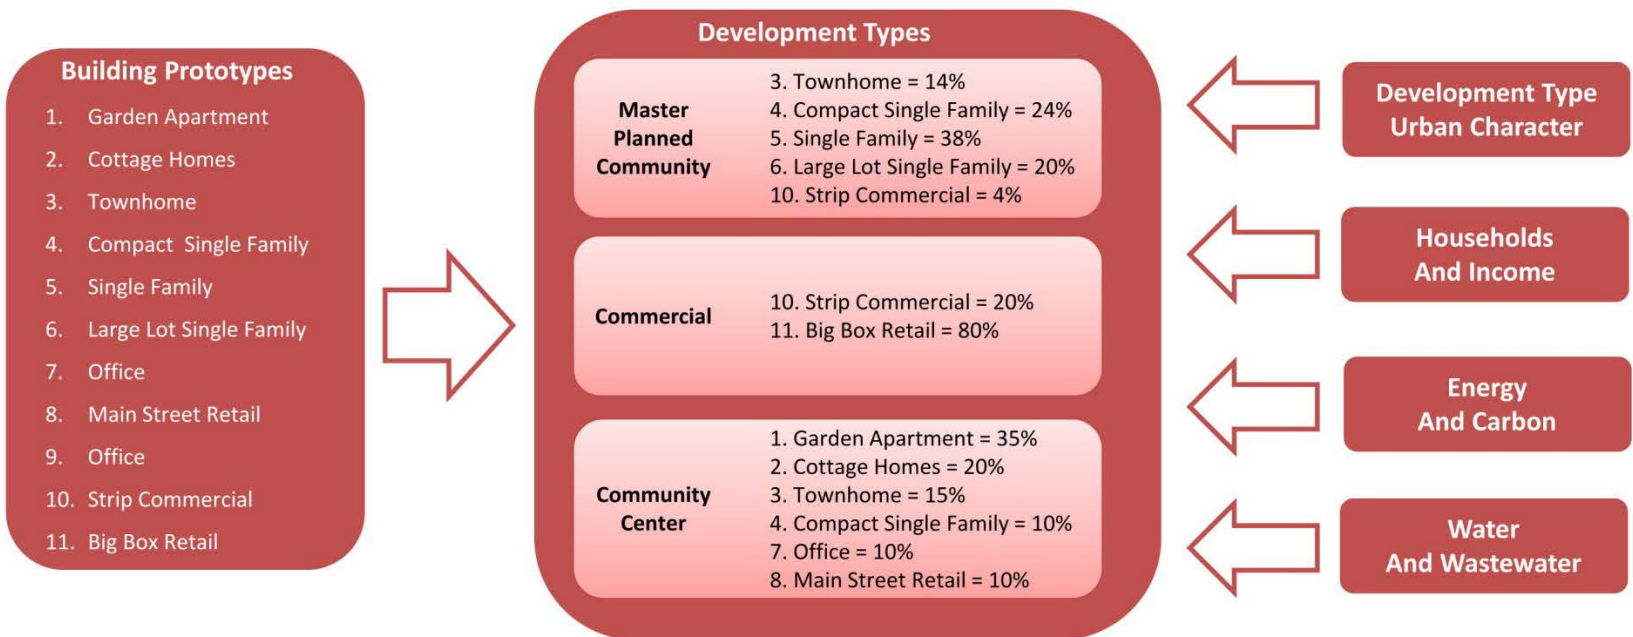 Building Prototypes
1. Garden Apartment
2. Cottage Homes
3. Townhome
4. Compact Single Family
5. Single Family
6. Large Lot Single Family
7. Office
8. Main Street Retail
9. Office
10. Strip Commercial
11. Big Box Retail
Development Types
Master
Planned
Community
3. Townhome = 14%
4. Compact Single Family = 24%
5. Single Family = 38%
6. Large Lot Single Family = 20%
10. Strip Commercial = 4%
Commercial
10. Strip Commercial = 20%
11. Big Box Retail = 80%
Community
Center
1. Garden Apartment = 35%
2. Cottage Homes = 20%
3. Townhome = 15%
4. Compact Single Family = 10%
7. Office = 10%
8. Main Street Retail = 10%
Development Type
Urban Character
Households
And Income
Energy
And Carbon
Water
And Wastewater